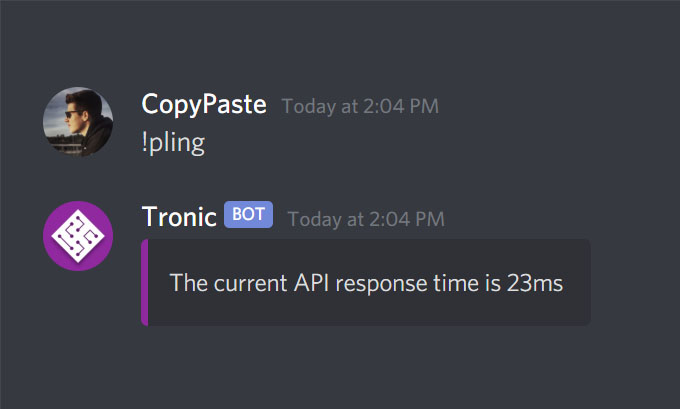 CopyPaste Today at 2:04 PM
!pling
Tronic BOT Today at 2:04 PM
The current API response time is 23ms